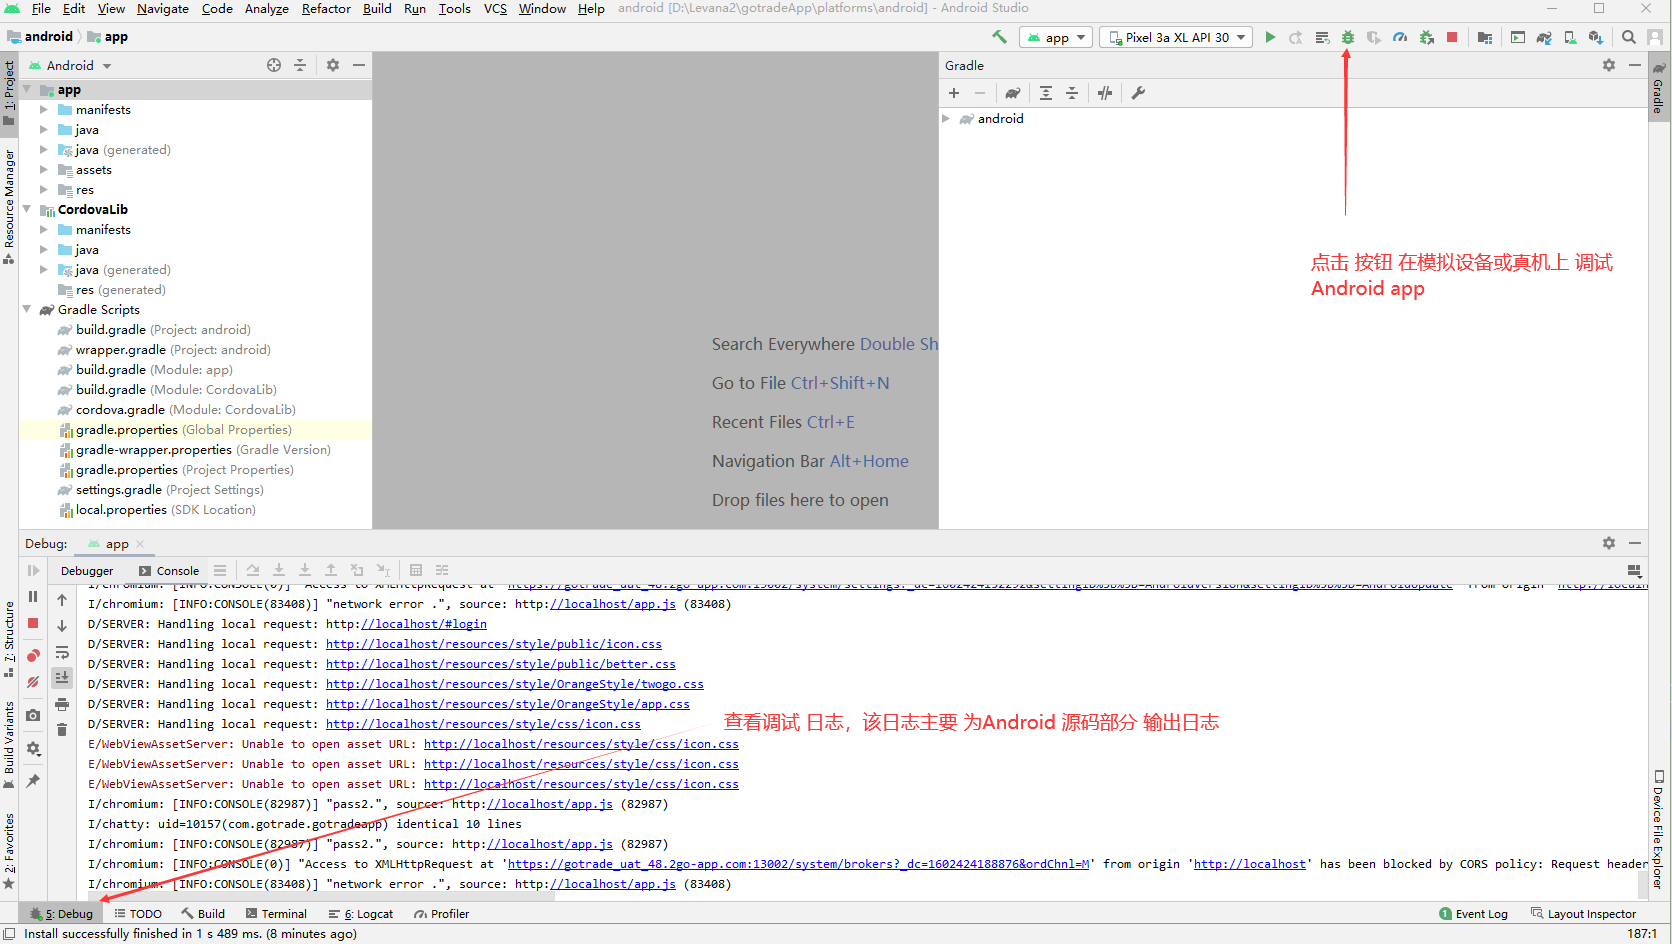 File Edit View Navigate Code Analyze Refactor Build Run Tools VCS Window Help android [D:\Levana2\gotradeApp\platforms\android] - Android Studio
android app
app Pixel 3a XL API 30
1: Project
Resource Manager
7: Structure
Build Variants
2: Favorites
Android
app
manifests
java
java (generated)
assets
res
CordovaLib
manifests
java
java (generated)
res (generated)
Gradle Scripts
build.gradle (Project: android)
wrapper.gradle (Project: android)
build.gradle (Module: app)
build.gradle (Module: CordovaLib)
cordova.gradle (Module: CordovaLib)
gradle.properties (Global Properties)
gradle-wrapper.properties (Gradle Version)
gradle.properties (Project Properties)
settings.gradle (Project Settings)
local.properties (SDK Location)
Search Everywhere Double Sh
Go to File Ctrl+Shift+N
Recent Files Ctrl+E
Navigation Bar Alt+Home
Drop files here to open
Gradle
android
点击 按钮 在模拟设备或真机上 调试
Android app
Gradle
Device File Explorer
Debug: app
Debugger Console
I/chromium: [INFO:CONSOLE(83408)] "network error .", source: http://localhost/app.js (83408)
D/SERVER: Handling local request: http://localhost/#login
D/SERVER: Handling local request: http://localhost/resources/style/public/icon.css
D/SERVER: Handling local request: http://localhost/resources/style/public/better.css
D/SERVER: Handling local request: http://localhost/resources/style/OrangeStyle/twogo.css
D/SERVER: Handling local request: http://localhost/resources/style/OrangeStyle/app.css
D/SERVER: Handling local request: http://localhost/resources/style/css/icon.css
查看调试 日志，该日志主要 为Android 源码部分 输出日志
E/WebViewAssetServer: Unable to open asset URL: http://localhost/resources/style/css/icon.css
E/WebViewAssetServer: Unable to open asset URL: http://localhost/resources/style/css/icon.css
E/WebViewAssetServer: Unable to open asset URL: http://localhost/resources/style/css/icon.css
I/chromium: [INFO:CONSOLE(82987)] "pass2.", source: http://localhost/app.js (82987)
I/chatty: uid=10157(com.gotrade.gotradeapp) identical 10 lines
I/chromium: [INFO:CONSOLE(82987)] "pass2.", source: http://localhost/app.js (82987)
I/chromium: [INFO:CONSOLE(0)] "Access to XMLHttpRequest at 'https://gotrade_uat_48.2go-app.com:13002/system/brokers?_dc=1602424188876&ordChnl=M' from origin 'http://localhost' has been blocked by CORS policy: Request header
I/chromium: [INFO:CONSOLE(83408)] "network error .", source: http://localhost/app.js (83408)
5: Debug TODO Build Terminal 6: Logcat Profiler 1 Event Log Layout Inspector
Install successfully finished in 1 s 489 ms. (8 minutes ago) 187:1